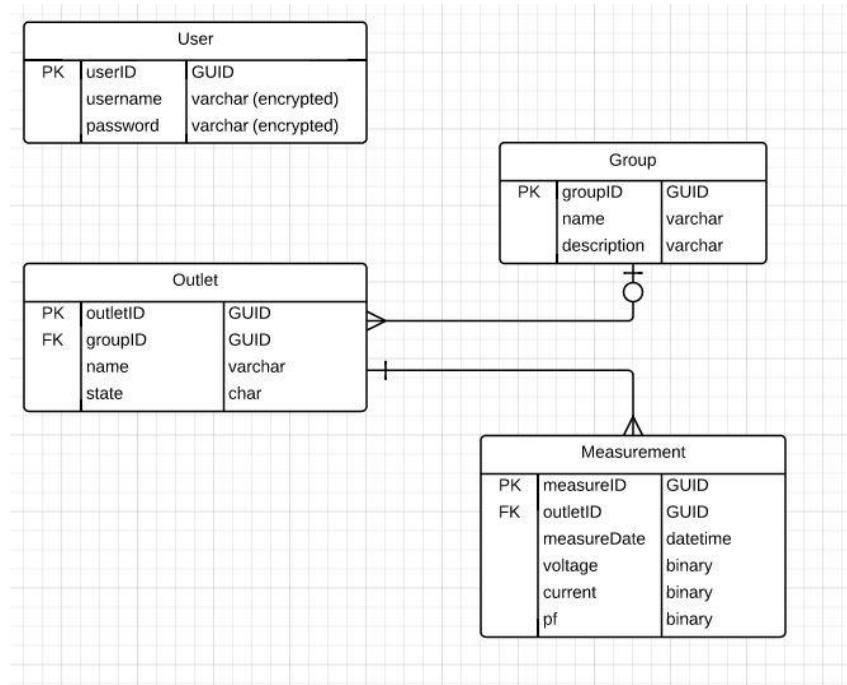 User
PK userID GUID
username varchar (encrypted)
password varchar (encrypted)
Group
PK groupID GUID
name varchar
description varchar
Outlet
PK outletID GUID
FK groupID GUID
name varchar
state char
Measurement
PK measureID GUID
FK outletID GUID
measureDate datetime
voltage binary
current binary
pf binary